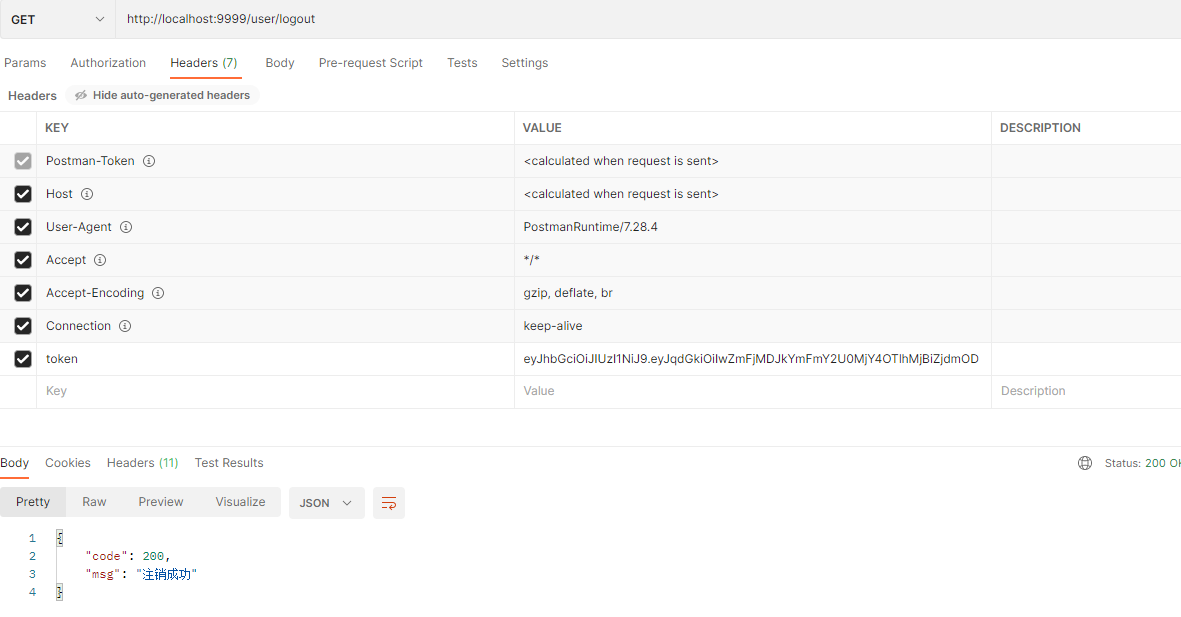 GET http://localhost:9999/user/logout
Params Authorization Headers (7) Body Pre-request Script Tests Settings
Headers Hide auto-generated headers
KEY VALUE DESCRIPTION
Postman-Token <calculated when request is sent>
Host <calculated when request is sent>
User-Agent PostmanRuntime/7.28.4
Accept */*
Accept-Encoding gzip, deflate, br
Connection keep-alive
token eyJhbGciOiJIUzI1NiJ9.eyJqdGkiOiIwZmFjMDJkYmFmY2U0MjY4OTlhMjBiZjdmOD
Key Value Description
Body Cookies Headers (11) Test Results Status: 200 OK
Pretty Raw Preview Visualize JSON
1 {
2 "code": 200,
3 "msg": "注销成功"
4 }